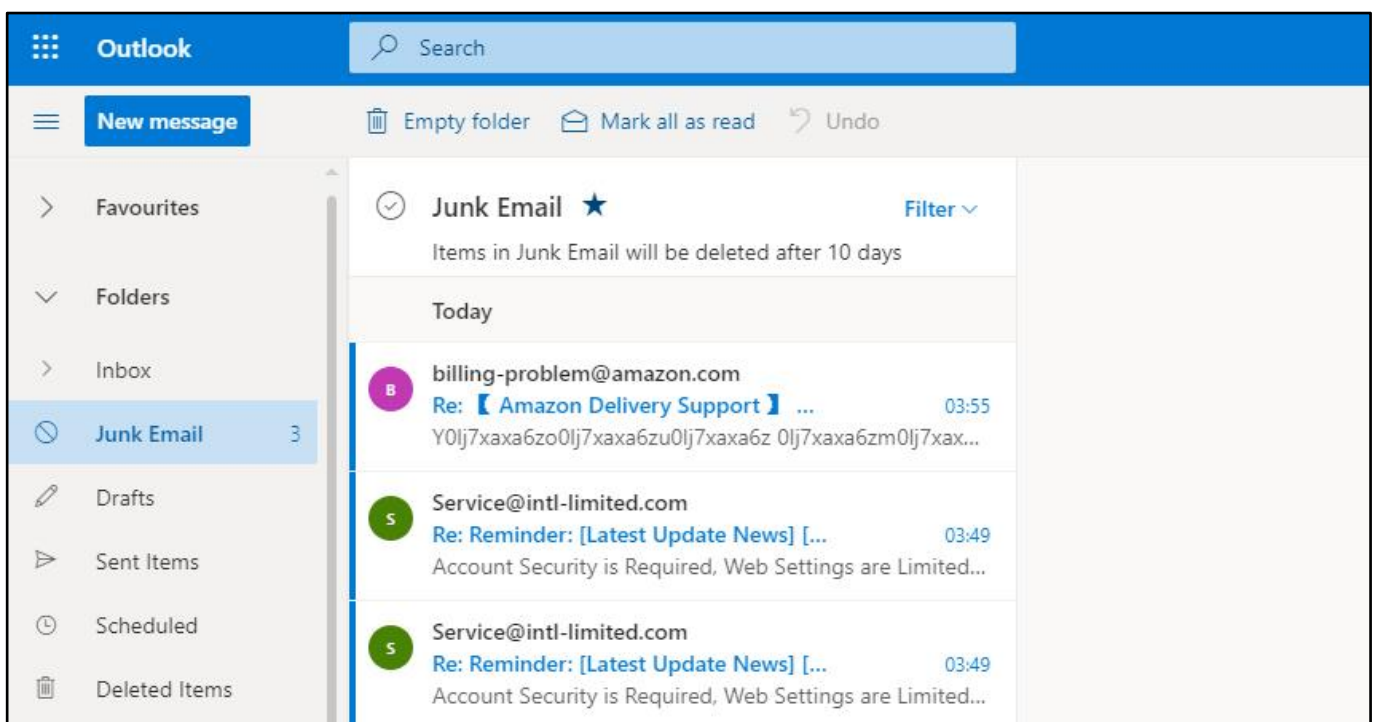 Outlook
Search
New message
Empty folder
Mark all as read
Undo
Favourites
Folders
Inbox
Junk Email 3
Drafts
Sent Items
Scheduled
Deleted Items
Junk Email
Filter
Items in Junk Email will be deleted after 10 days
Today
B
billing-problem@amazon.com
Re: 【 Amazon Delivery Support 】 ... 03:55
Y0lj7xaxa6zo0lj7xaxa6zu0lj7xaxa6z 0lj7xaxa6zm0lj7xax...
S
Service@intl-limited.com
Re: Reminder: [Latest Update News] [... 03:49
Account Security is Required, Web Settings are Limited...
S
Service@intl-limited.com
Re: Reminder: [Latest Update News] [... 03:49
Account Security is Required, Web Settings are Limited...